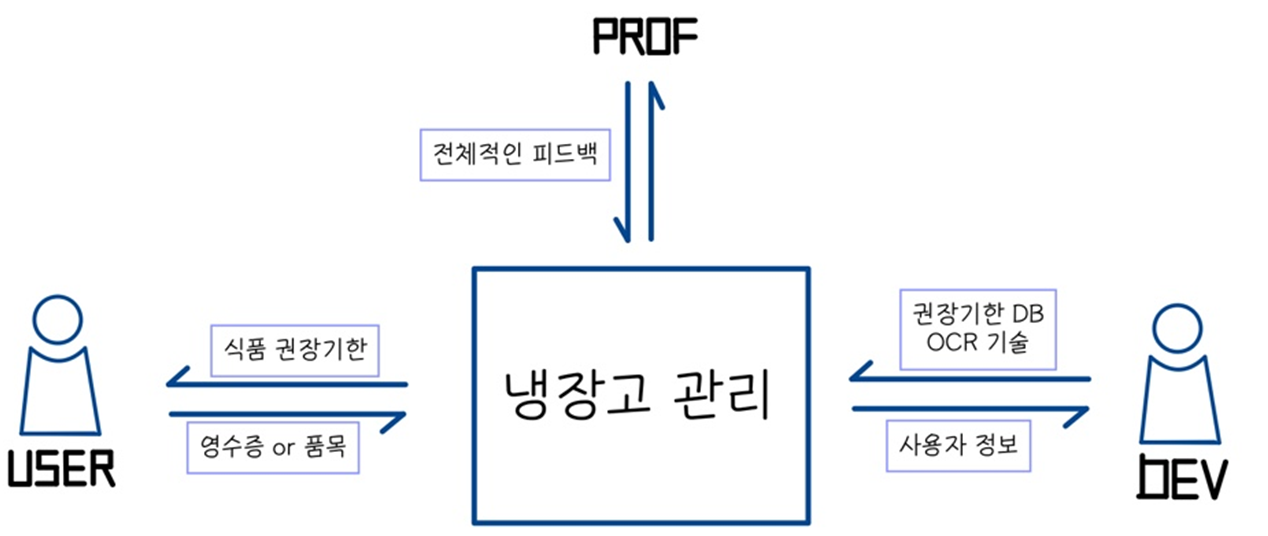 PROF
전체적인 피드백
식품 권장기한
영수증 or 품목
USER
냉장고 관리
권장기한 DB
OCR 기술
사용자 정보
DEV